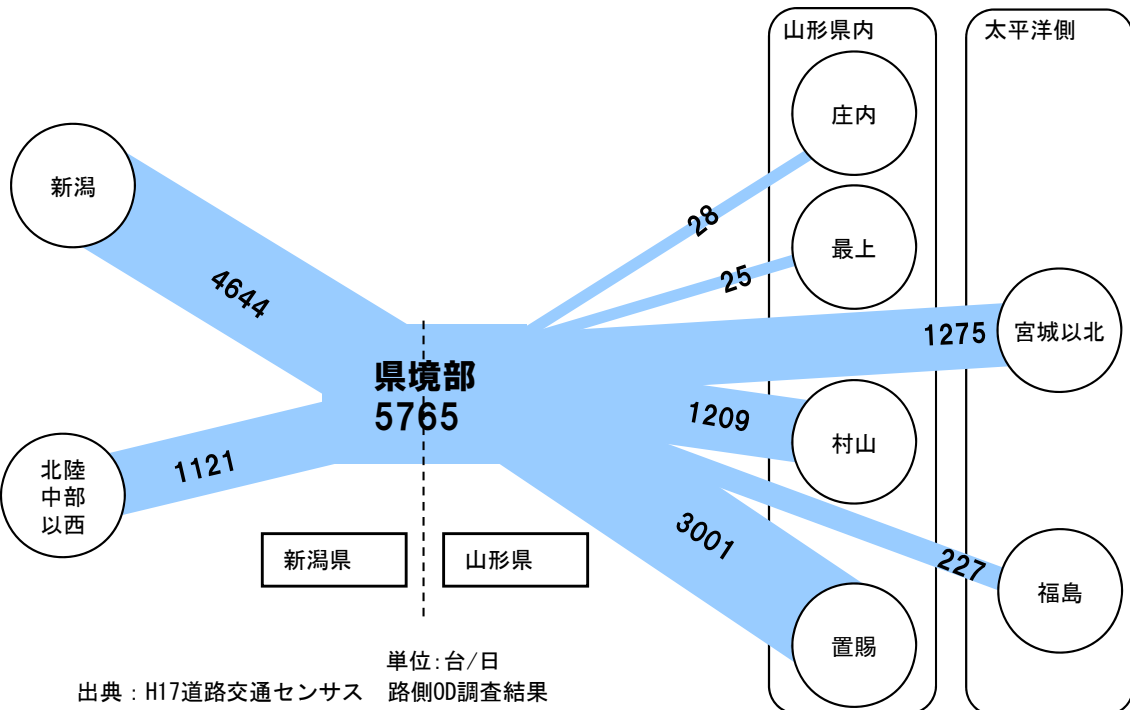 山形県内
太平洋側
庄内
新潟
28
最上
25
4644
1275
宮城以北
県境部
5765
1209
村山
1121
北陸
中部
以西
3001
227
新潟県
山形県
福島
置賜
単位:台/日
出典：H17道路交通センサス　路側OD調査結果